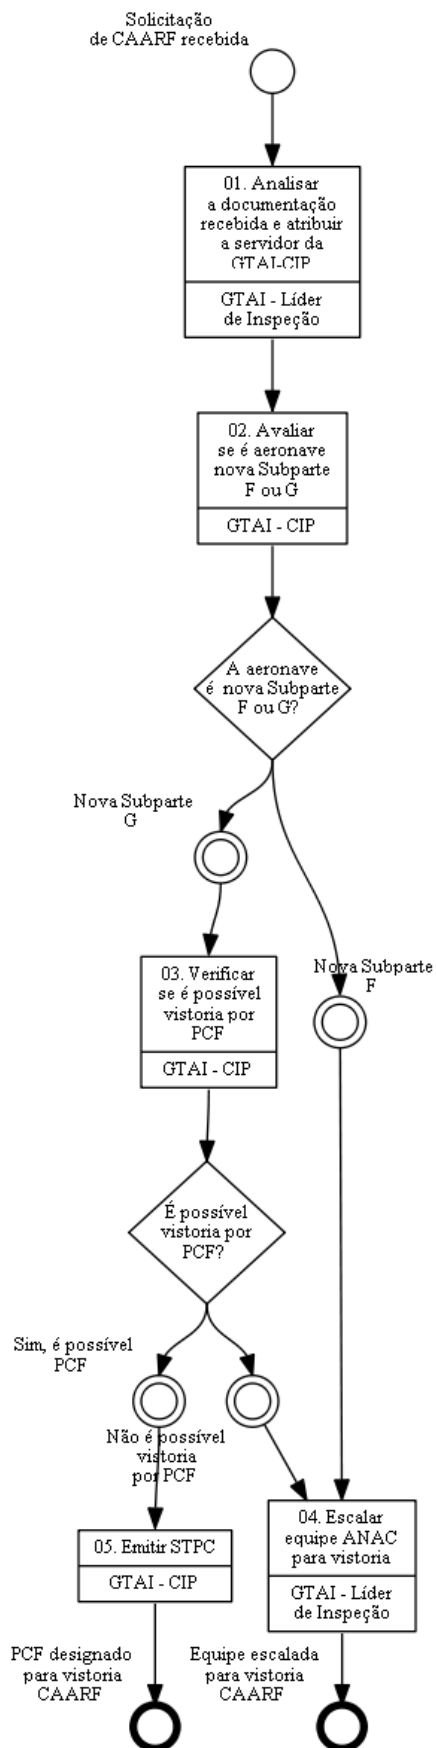 Solicitação
de CAARF recebida
01. Analisar
a documentação
recebida e atribuir
a servidor da
GTAI-CIP
GTAI - Líder
de Inspeção
02. Avaliar
se é aeronave
nova Subparte
F ou G
GTAI - CIP
A aeronave
é nova Subparte
F ou G?
Nova Subparte
G
Nova Subparte
F
03. Verificar
se é possível
vistoria por
PCF
GTAI - CIP
É possível
vistoria por
PCF?
Sim, é possível
PCF
Não é possível
vistoria
por PCF
04. Escalar
equipe ANAC
para vistoria
GTAI - Líder
de Inspeção
05. Emitir STPC
GTAI - CIP
PCF designado
para vistoria
CAARF
Equipe escalada
para vistoria
CAARF